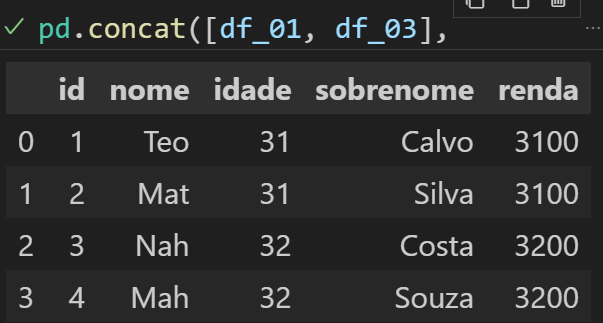 pd.concat([df_01, df_03],
id nome idade sobrenome renda
0 1 Teo 31 Calvo 3100
1 2 Mat 31 Silva 3100
2 3 Nah 32 Costa 3200
3 4 Mah 32 Souza 3200